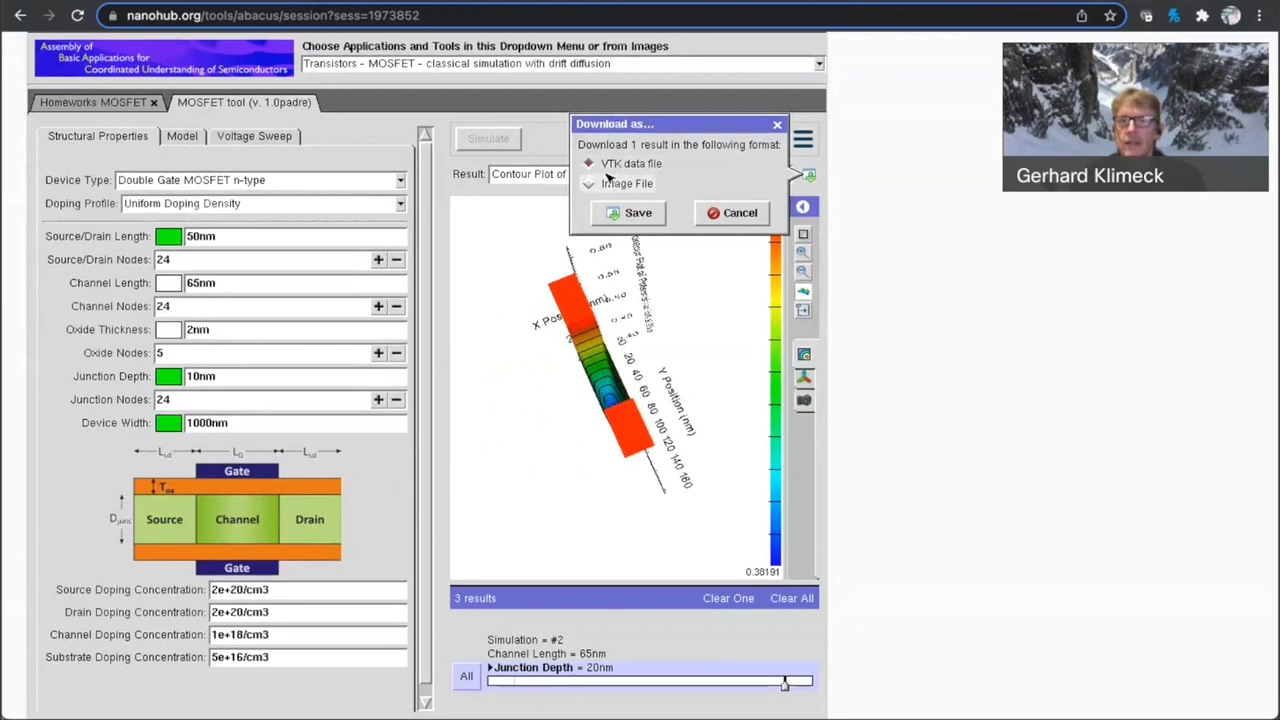 nanohub.org/tools/abacus/session?sess=1973852
Assembly of
Basic Applications for
Coordinated Understanding of Semiconductors
Choose Applications and Tools in this Dropdown Menu or from Images
Transistors - MOSFET - classical simulation with drift diffusion
Homeworks MOSFET ×
MOSFET tool (v. 1.0padre)
Structural Properties
Model
Voltage Sweep
Device Type: Double Gate MOSFET n-type
Doping Profile: Uniform Doping Density
Source/Drain Length: 50nm
Source/Drain Nodes: 24
Channel Length: 65nm
Channel Nodes: 24
Oxide Thickness: 2nm
Oxide Nodes: 5
Junction Depth: 10nm
Junction Nodes: 24
Device Width: 1000nm
Lsd LG Lsd
Gate
Tox
Djunc
Source
Channel
Drain
Gate
Source Doping Concentration: 2e+20/cm3
Drain Doping Concentration: 2e+20/cm3
Channel Doping Concentration: 1e+18/cm3
Substrate Doping Concentration: 5e+16/cm3
Simulate
Result: Contour Plot of
Download as...
Download 1 result in the following format:
VTK data file
Image File
Save
Cancel
X Pos
Y Position (nm)
20 40 60 80 100 120 140 160
0.38191
3 results
Clear One
Clear All
Simulation = #2
Channel Length = 65nm
All
Junction Depth = 20nm
Gerhard Klimeck